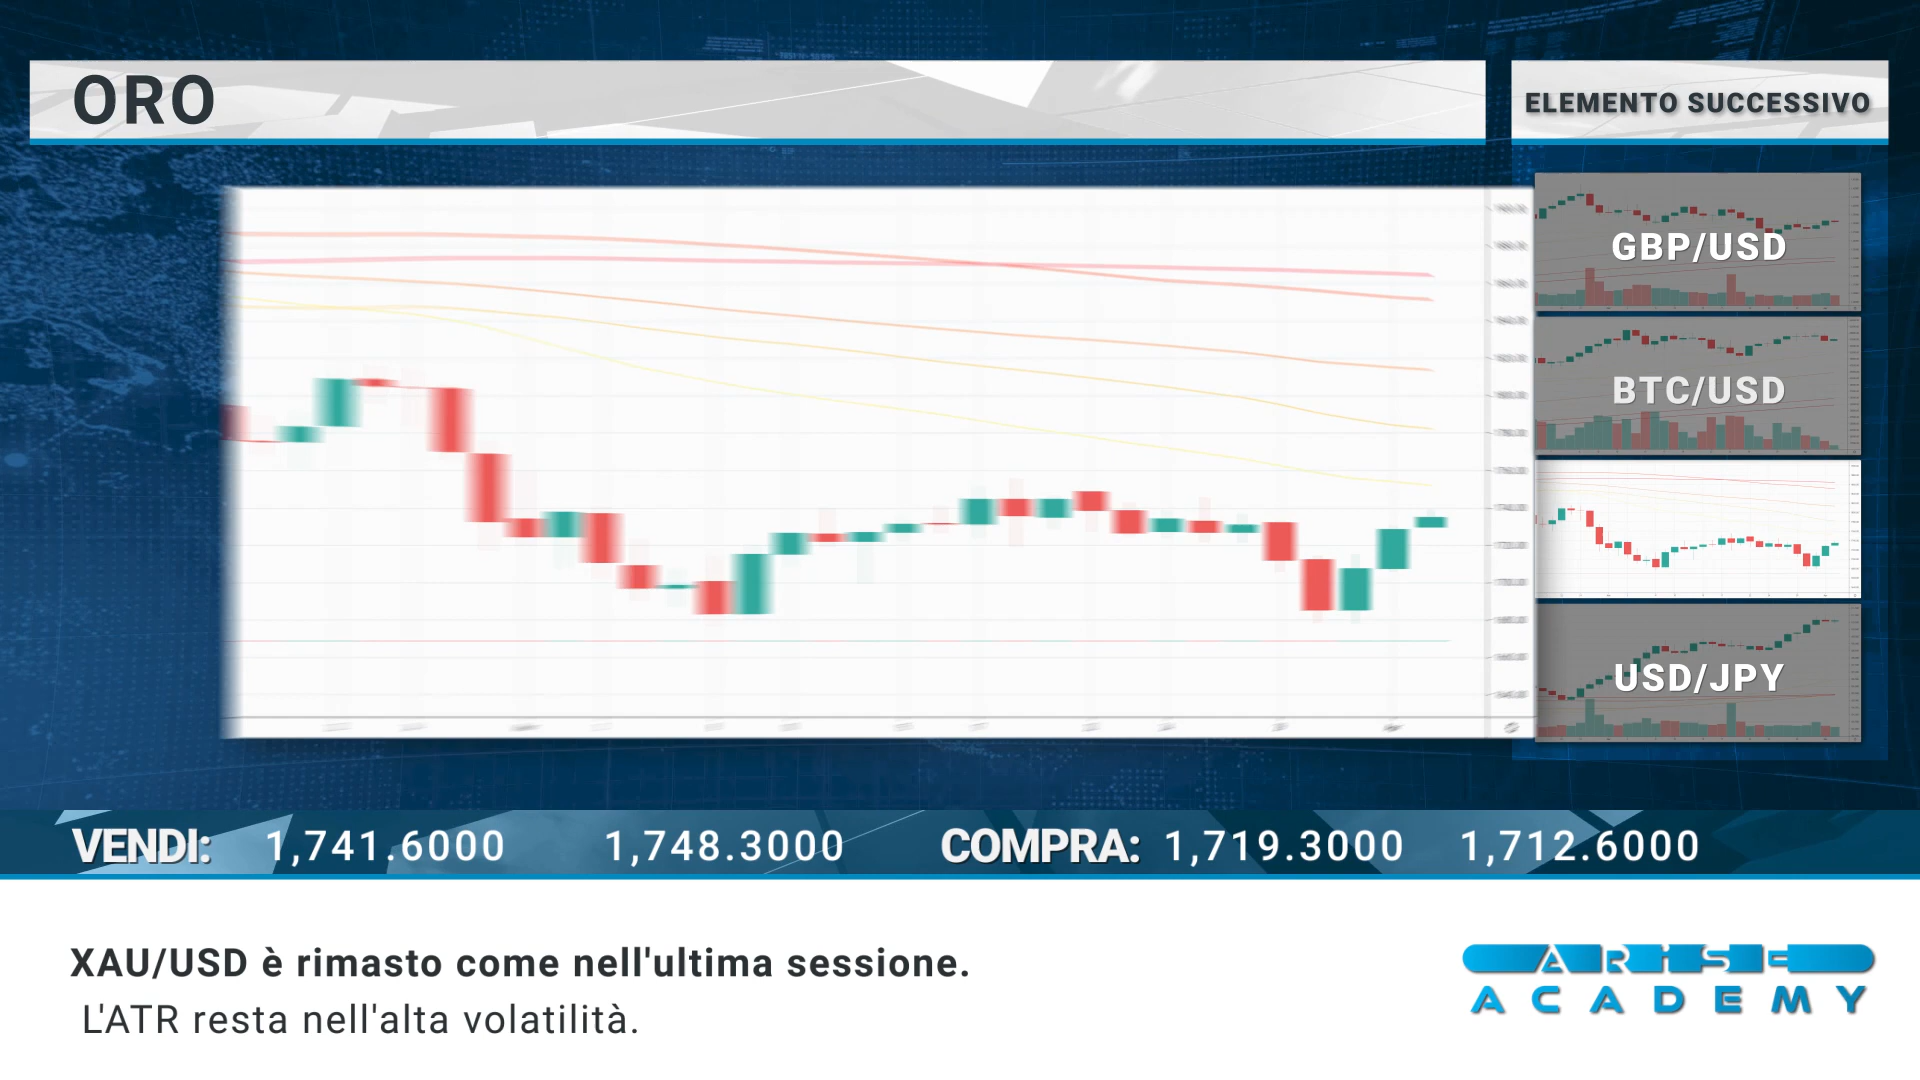 ORO
ELEMENTO SUCCESSIVO
GBP/USD
BTC/USD
USD/JPY
VENDI: 1,741.6000 1,748.3000 COMPRA: 1,719.3000 1,712.6000
XAU/USD è rimasto come nell'ultima sessione.
L'ATR resta nell'alta volatilità.
ARiSE
ACADEMY